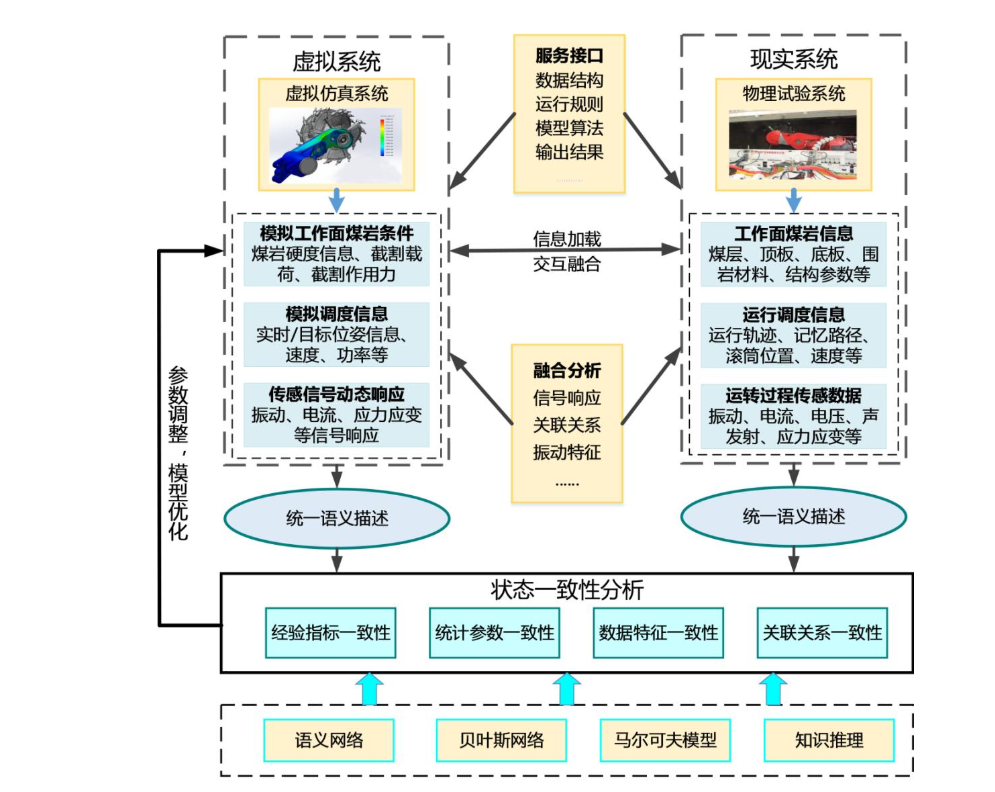 虚拟系统
虚拟仿真系统
模拟工作面煤岩条件
煤岩硬度信息、截割载
荷、截割作用力
模拟调度信息
实时/目标位姿信息、
速度、功率等
传感信号动态响应
振动、电流、应力应变
等信号响应
服务接口
数据结构
运行规则
模型算法
输出结果
............
信息加载
交互融合
融合分析
信号响应
关联关系
振动特征
......
现实系统
物理试验系统
工作面煤岩信息
煤层、顶板、底板、围
岩材料、结构参数等
运行调度信息
运行轨迹、记忆路径、
滚筒位置、速度等
运转过程传感数据
振动、电流、电压、声
发射、应力应变等
参数调整，模型优化
统一语义描述
统一语义描述
状态一致性分析
经验指标一致性
统计参数一致性
数据特征一致性
关联关系一致性
语义网络
贝叶斯网络
马尔可夫模型
知识推理